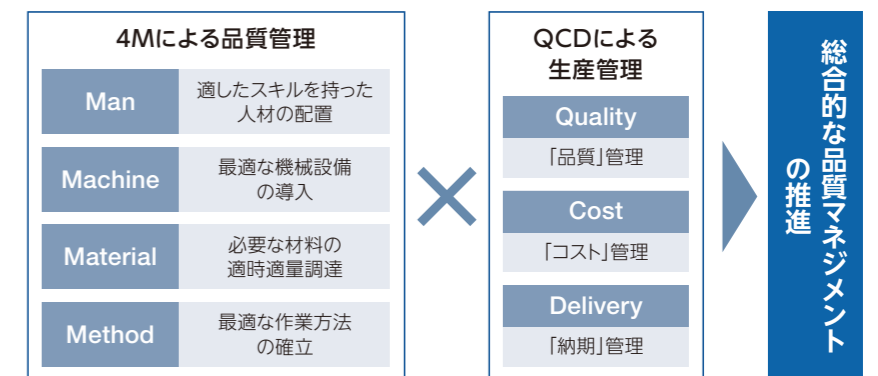 4Mによる品質管理
Man
適したスキルを持った
人材の配置
Machine
最適な機械設備
の導入
Material
必要な材料の
適時適量調達
Method
最適な作業方法
の確立
×
QCDによる
生産管理
Quality
「品質」管理
Cost
「コスト」管理
Delivery
「納期」管理
総合的な品質マネジメント
の推進